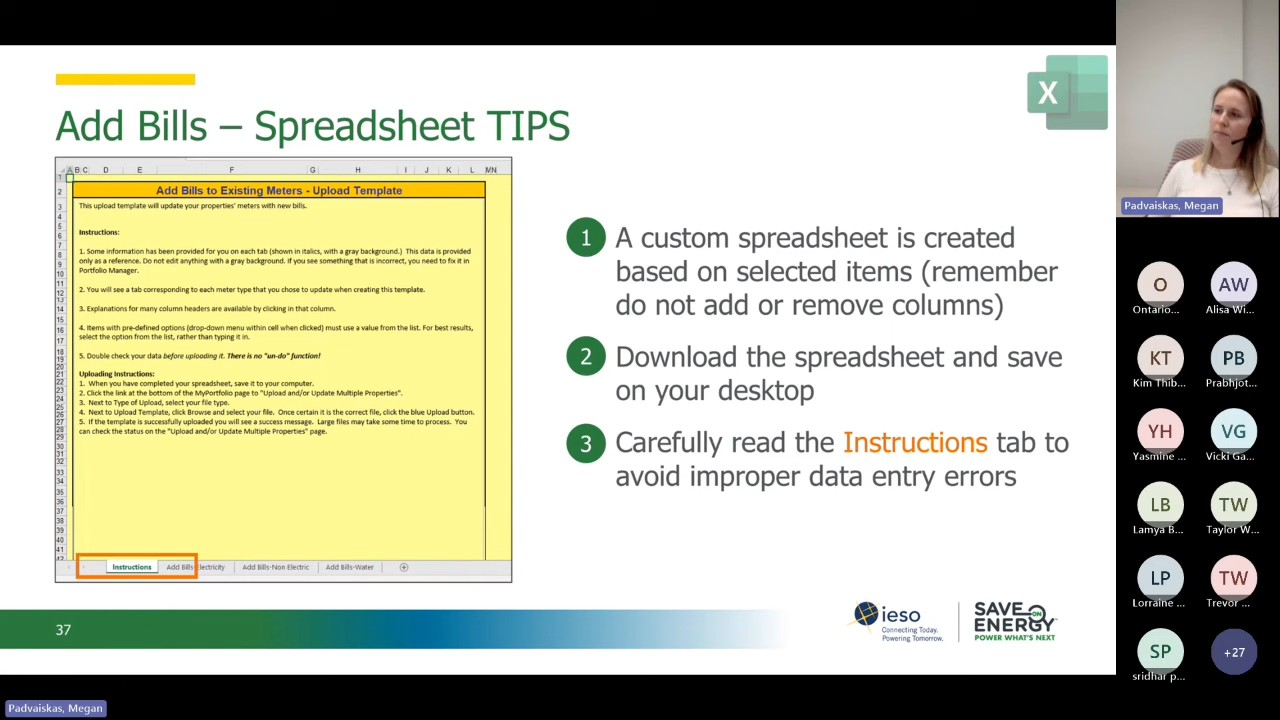 Add Bills – Spreadsheet TIPS
X
A B C D E F G H I J K L M N
Add Bills to Existing Meters - Upload Template
This upload template will update your properties' meters with new bills.
Instructions:
1. Some information has been provided for you on each tab (shown in italics, with a gray background.) This data is provided
only as a reference. Do not edit anything with a gray background. If you see something that is incorrect, you need to fix it in
Portfolio Manager.
2. You will see a tab corresponding to each meter type that you chose to update when creating this template.
3. Explanations for many column headers are available by clicking in that column.
4. Items with pre-defined options (drop-down menu within cell when clicked) must use a value from the list. For best results,
select the option from the list, rather than typing it in.
5. Double check your data before uploading it. There is no "un-do" function!
Uploading Instructions:
1. When you have completed your spreadsheet, save it to your computer.
2. Click the link at the bottom of the MyPortfolio page to "Upload and/or Update Multiple Properties".
3. Next to Type of Upload, select your file type.
4. Next to Upload Template, click Browse and select your file. Once certain it is the correct file, click the blue Upload button.
5. If the template is successfully uploaded you will see a success message. Large files may take some time to process. You
can check the status on the "Upload and/or Update Multiple Properties" page.
Instructions Add Bills-Electricity Add Bills-Non Electric Add Bills-Water
1 A custom spreadsheet is created
based on selected items (remember
do not add or remove columns)
2 Download the spreadsheet and save
on your desktop
3 Carefully read the Instructions tab to
avoid improper data entry errors
37
ieso
Connecting Today.
Powering Tomorrow.
SAVE ON
ENERGY
POWER WHAT'S NEXT
Padvaiskas, Megan
O AW
Ontario... Alisa Wi...
KT PB
Kim Thib... Prabhjot...
YH VG
Yasmine ... Vicki Ga...
LB TW
Lamya B... Taylor W...
LP TW
Lorraine ... Trevor ...
SP +27
sridhar p...
Padvaiskas, Megan